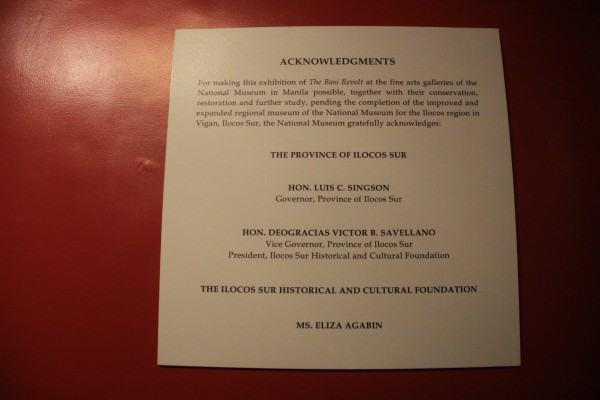 ACKNOWLEDGMENTS
For making this exhibition of The Basi Revolt at the fine arts galleries of the
National Museum in Manila possible, together with their conservation,
restoration and further study, pending the completion of the improved and
expanded regional museum of the National Museum for the Ilocos region in
Vigan, Ilocos Sur, the National Museum gratefully acknowledges:
THE PROVINCE OF ILOCOS SUR
HON. LUIS C. SINGSON
Governor, Province of Ilocos Sur
HON. DEOGRACIAS VICTOR B. SAVELLANO
Vice Governor, Province of Ilocos Sur
President, Ilocos Sur Historical and Cultural Foundation
THE ILOCOS SUR HISTORICAL AND CULTURAL FOUNDATION
MS. ELIZA AGABIN